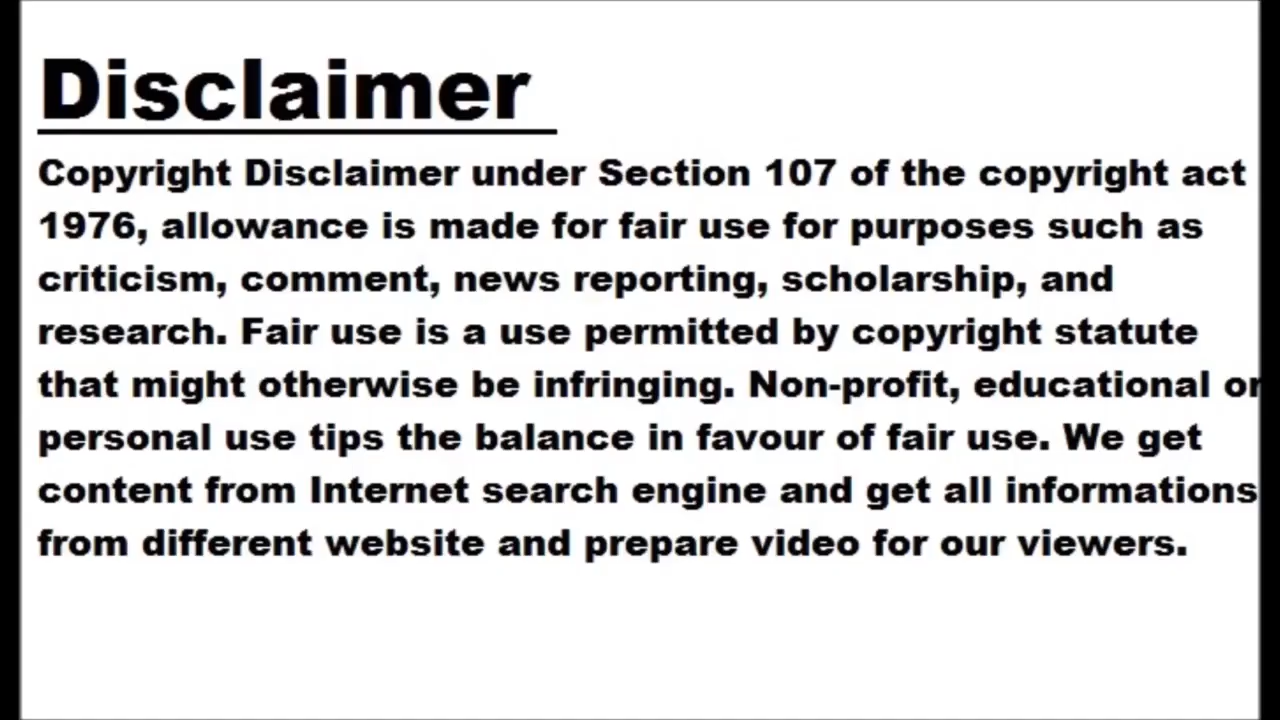 Disclaimer
Copyright Disclaimer under Section 107 of the copyright act
1976, allowance is made for fair use for purposes such as
criticism, comment, news reporting, scholarship, and
research. Fair use is a use permitted by copyright statute
that might otherwise be infringing. Non-profit, educational or
personal use tips the balance in favour of fair use. We get
content from Internet search engine and get all informations
from different website and prepare video for our viewers.